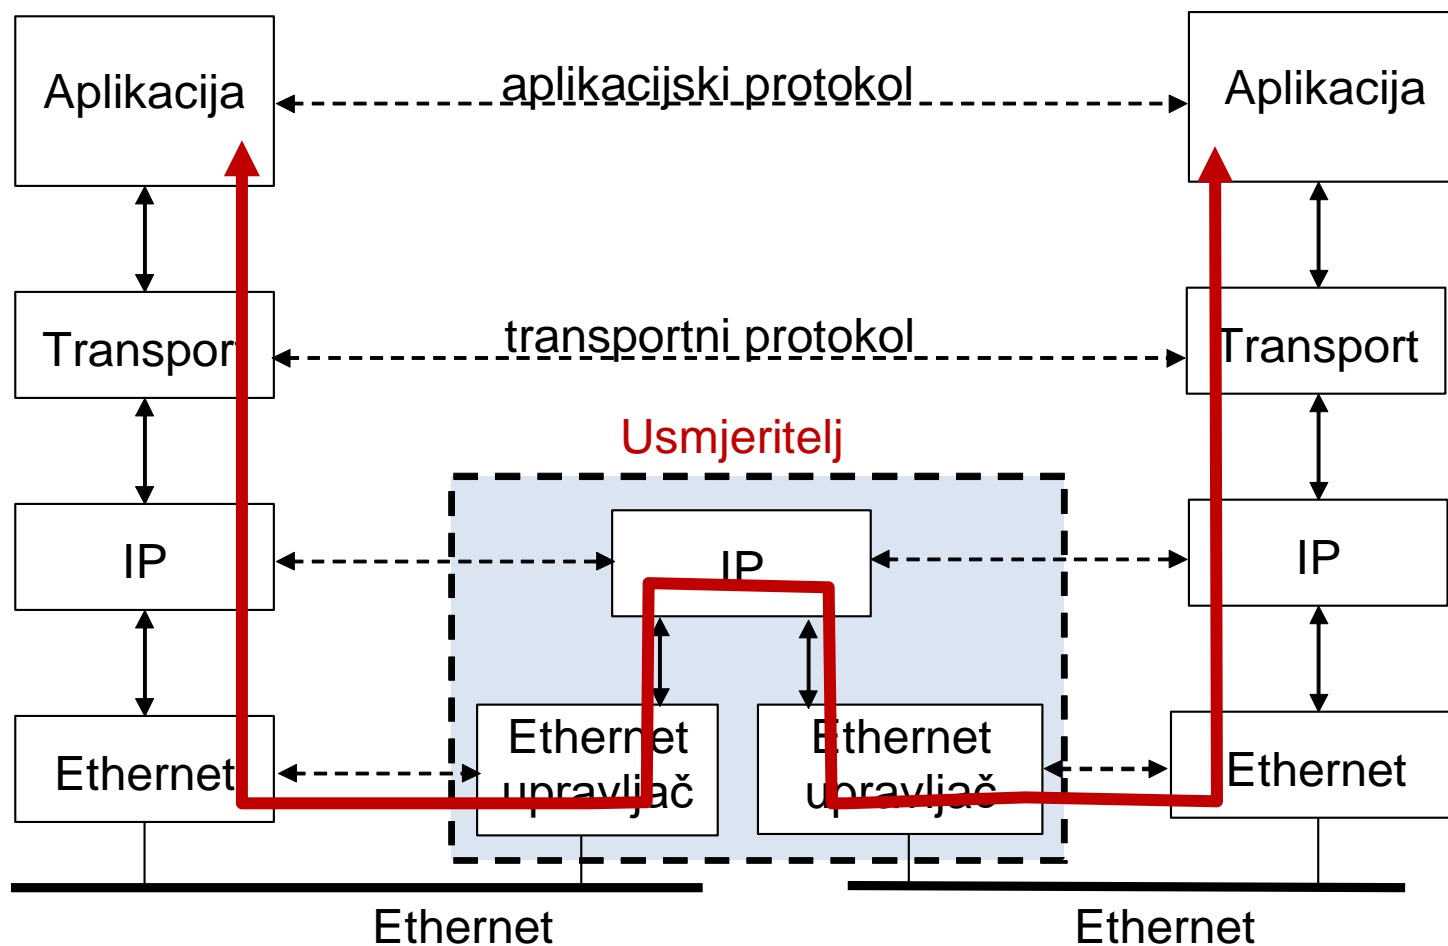 Aplikacija
aplikacijski protokol
Aplikacija
Transport
transportni protokol
Transport
Usmjeritelj
IP
IP
IP
Ethernet
Ethernet
upravljač
Ethernet
upravljač
Ethernet
Ethernet
Ethernet